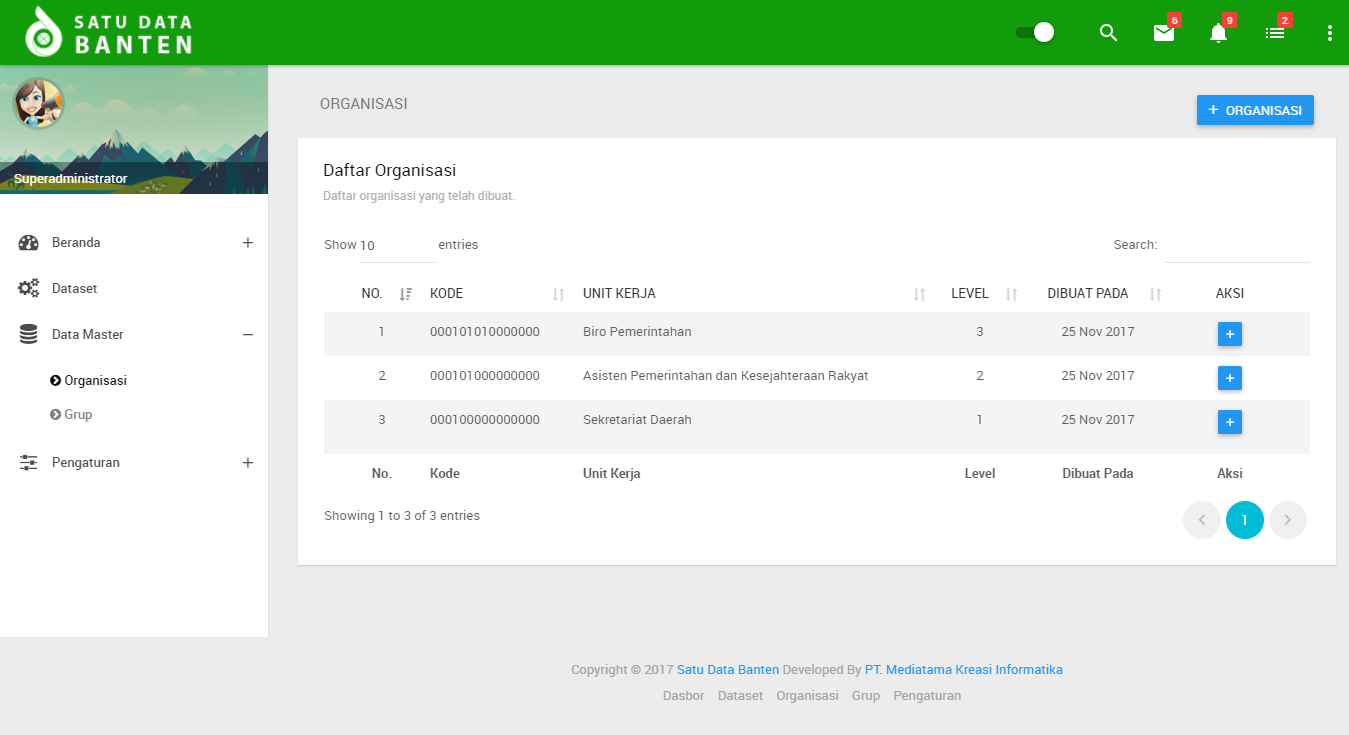 SATU DATA
BANTEN
6
9
2
Superadministrator
Beranda
Dataset
Data Master
Organisasi
Grup
Pengaturan
ORGANISASI
+ ORGANISASI
Daftar Organisasi
Daftar organisasi yang telah dibuat.
Show 10 entries
Search:
NO. KODE UNIT KERJA LEVEL DIBUAT PADA AKSI
1 000101010000000 Biro Pemerintahan 3 25 Nov 2017 +
2 000101000000000 Asisten Pemerintahan dan Kesejahteraan Rakyat 2 25 Nov 2017 +
3 000100000000000 Sekretariat Daerah 1 25 Nov 2017 +
No. Kode Unit Kerja Level Dibuat Pada Aksi
Showing 1 to 3 of 3 entries
1
Copyright © 2017 Satu Data Banten Developed By PT. Mediatama Kreasi Informatika
Dasbor Dataset Organisasi Grup Pengaturan